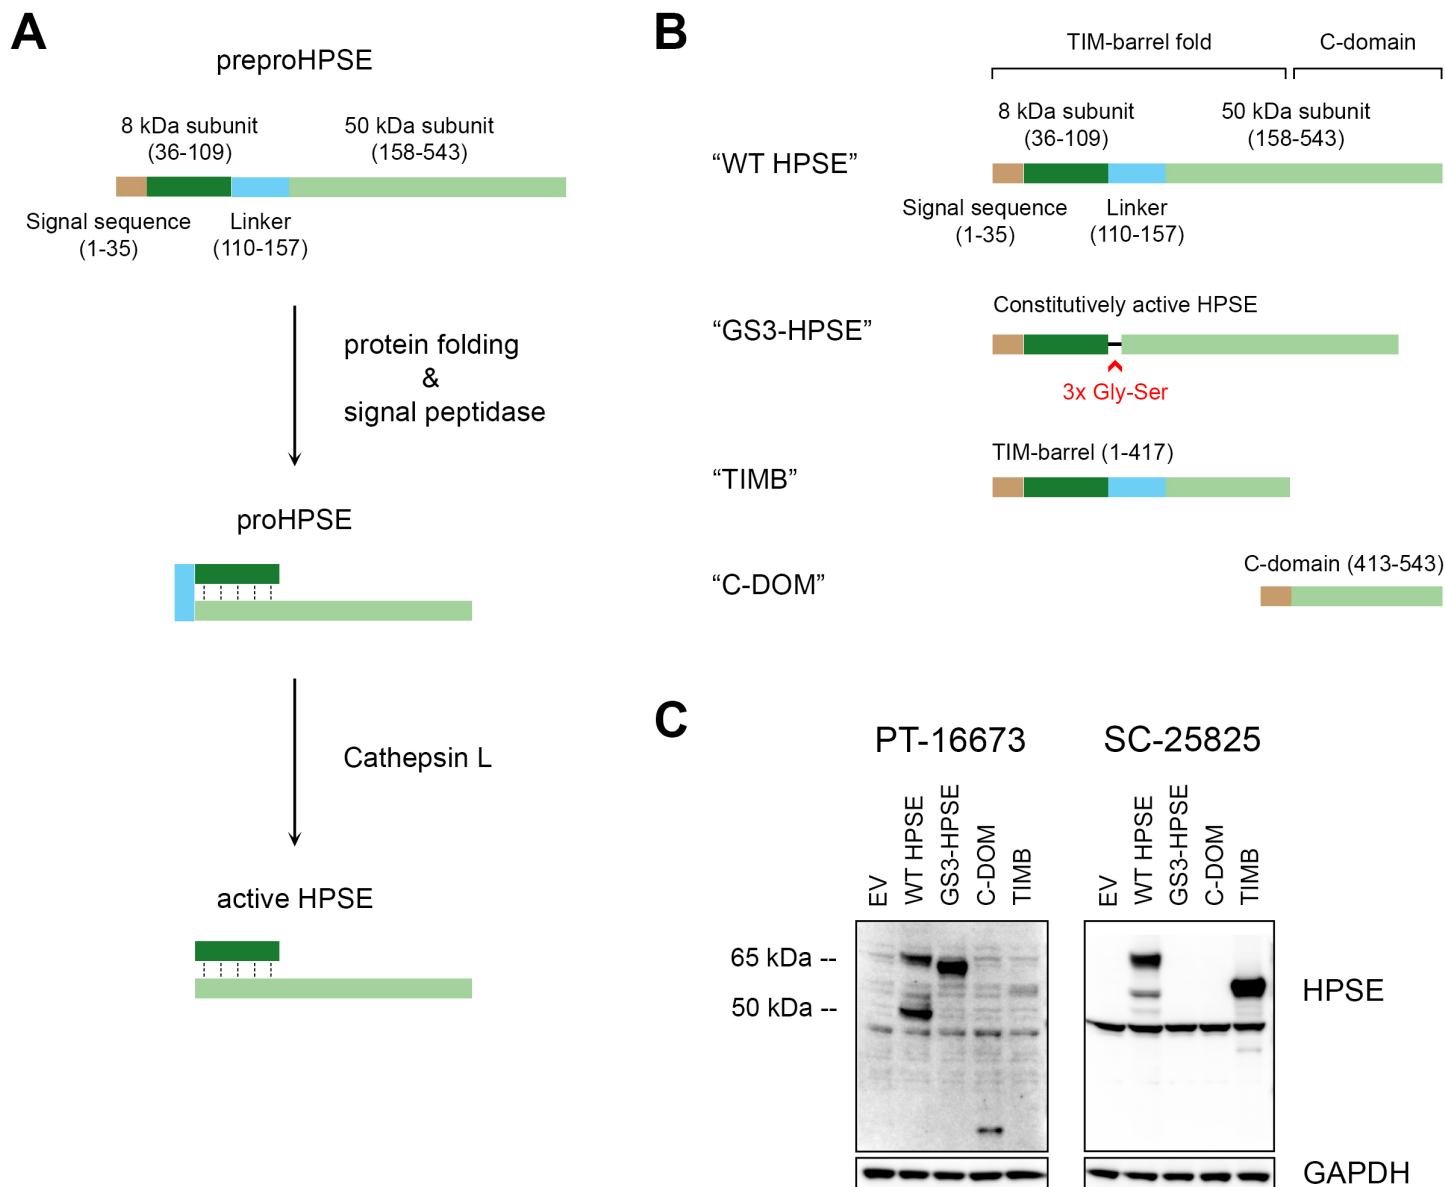 A
preproHPSE
8 kDa subunit
(36-109)
50 kDa subunit
(158-543)
Signal sequence
(1-35)
Linker
(110-157)
protein folding
&
signal peptidase
proHPSE
Cathepsin L
active HPSE
B
TIM-barrel fold
C-domain
8 kDa subunit
(36-109)
50 kDa subunit
(158-543)
“WT HPSE”
Signal sequence
(1-35)
Linker
(110-157)
Constitutively active HPSE
“GS3-HPSE”
3x Gly-Ser
TIM-barrel (1-417)
“TIMB”
C-domain (413-543)
“C-DOM”
C
PT-16673
SC-25825
EV
WT HPSE
GS3-HPSE
C-DOM
TIMB
EV
WT HPSE
GS3-HPSE
C-DOM
TIMB
65 kDa --
50 kDa --
HPSE
GAPDH